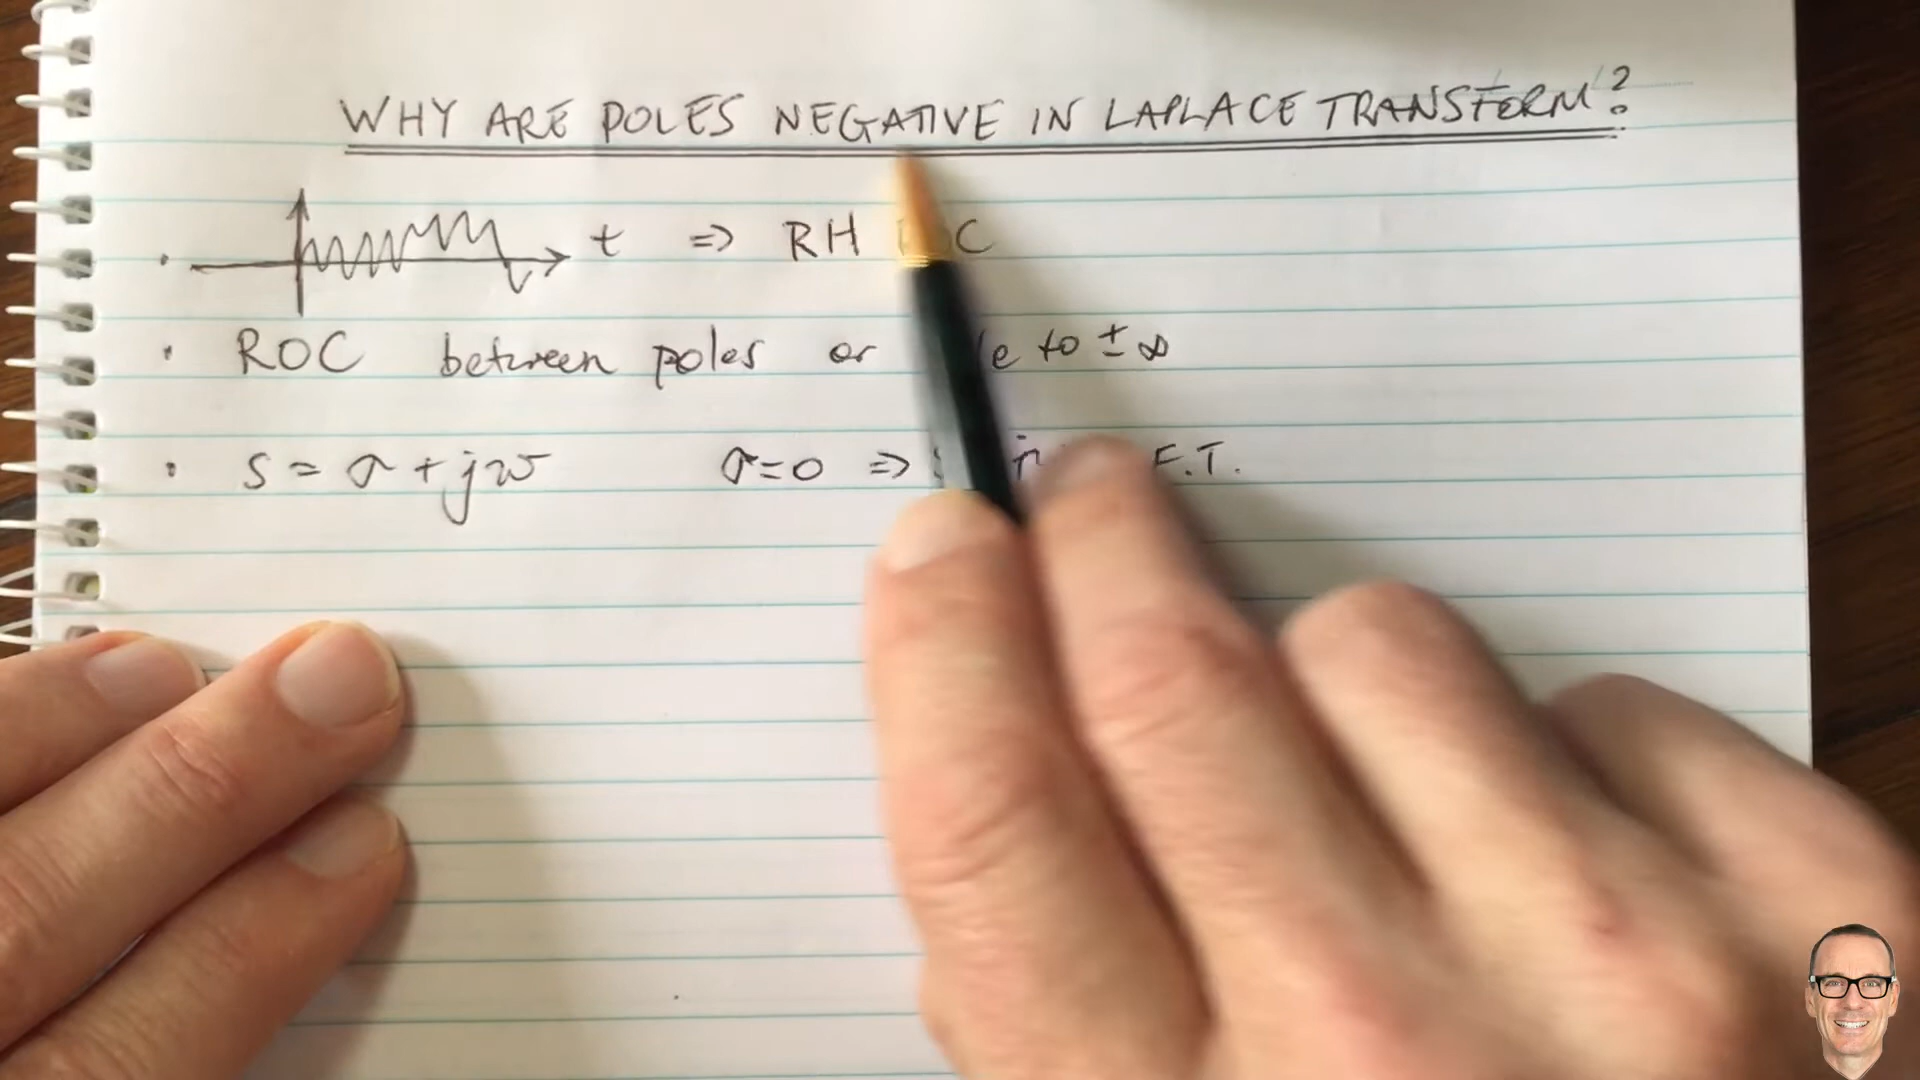 WHY ARE POLES NEGATIVE IN LAPLACE TRANSFORM?
t => RH
• ROC between poles or to ± ∞
• s = σ + jω σ=0 => F.T.